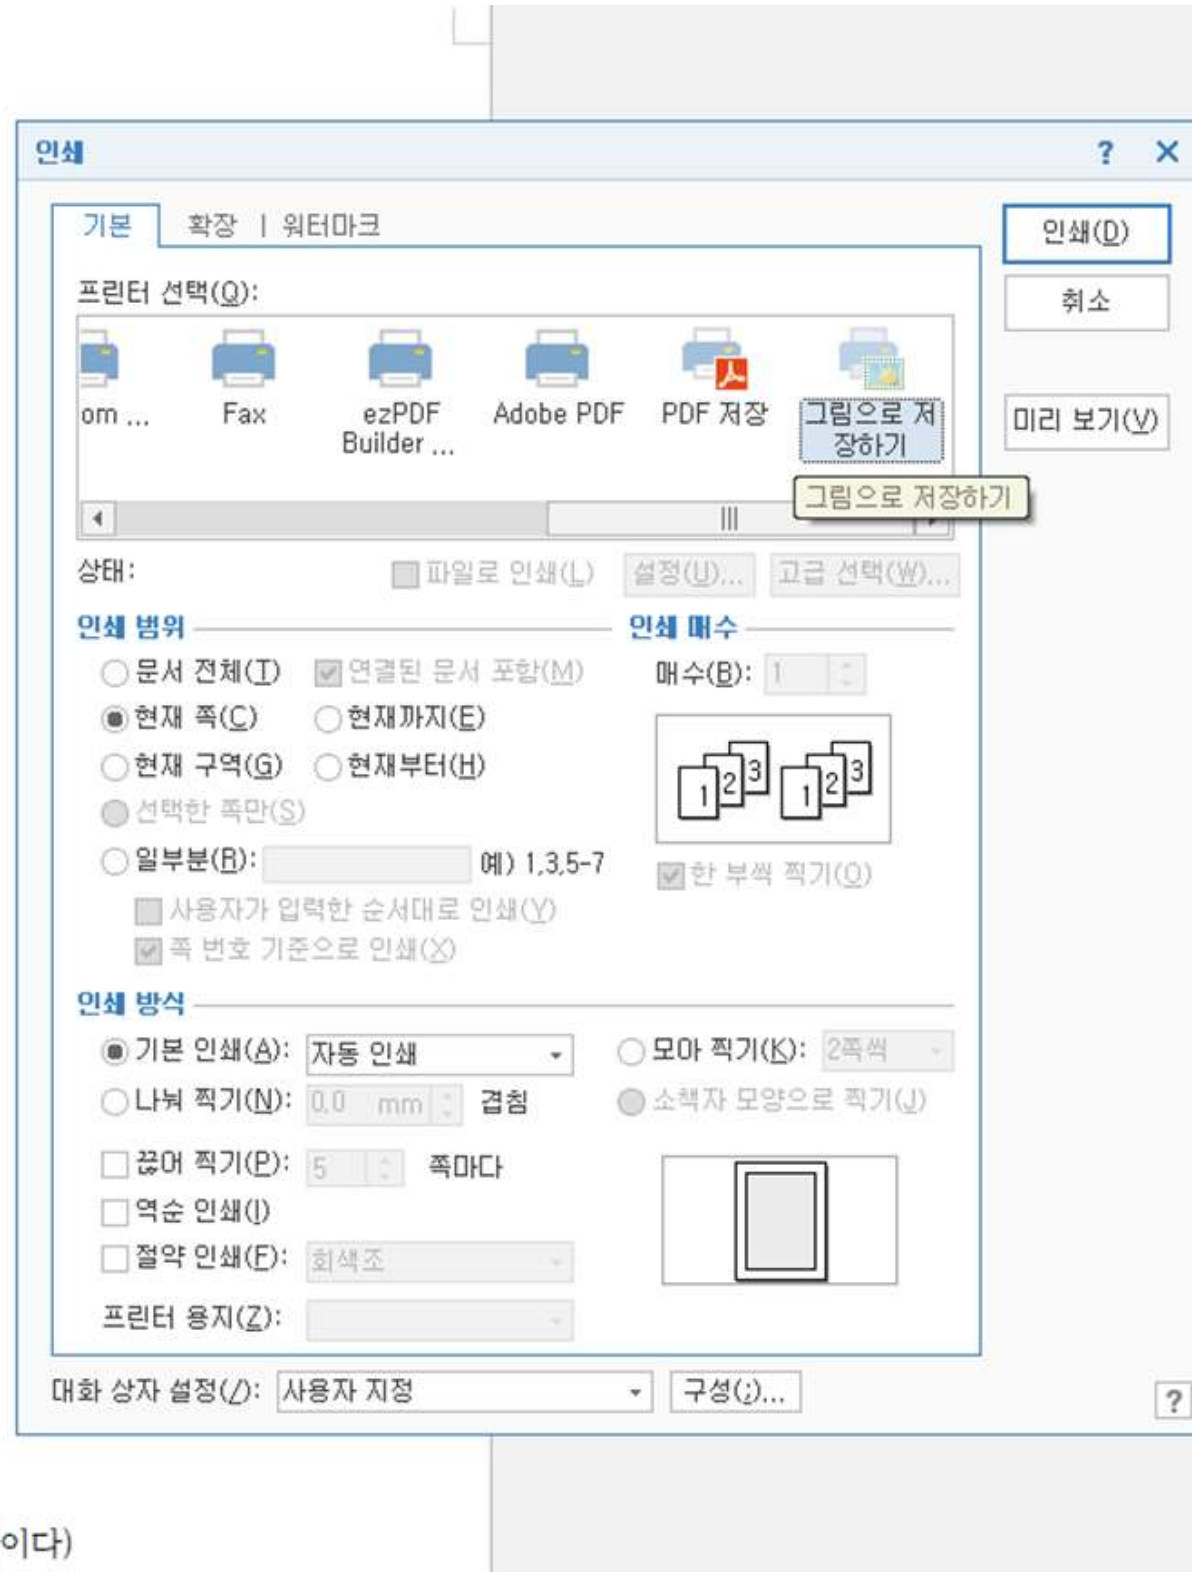 인쇄 ? ×
기본 확장 | 워터마크
인쇄(D)
취소
미리 보기(V)
프린터 선택(Q):
om ... Fax ezPDF Builder ... Adobe PDF PDF 저장 그림으로 저장하기
그림으로 저장하기
상태: 파일로 인쇄(L) 설정(U)... 고급 선택(W)...
인쇄 범위
문서 전체(T) 연결된 문서 포함(M)
현재 쪽(C) 현재까지(E)
현재 구역(G) 현재부터(H)
선택한 쪽만(S)
일부분(R): 예) 1,3,5-7
사용자가 입력한 순서대로 인쇄(Y)
쪽 번호 기준으로 인쇄(X)
인쇄 매수
매수(B): 1
1 2 3 1 2 3
한 부씩 찍기(O)
인쇄 방식
기본 인쇄(A): 자동 인쇄 모아 찍기(K): 2쪽씩
나눠 찍기(N): 0.0 mm 겹침 소책자 모양으로 찍기(J)
끊어 찍기(P): 5 쪽마다
역순 인쇄(I)
절약 인쇄(F): 회색조
프린터 용지(Z):
대화 상자 설정(/): 사용자 지정 구성(;)... ?
이다)